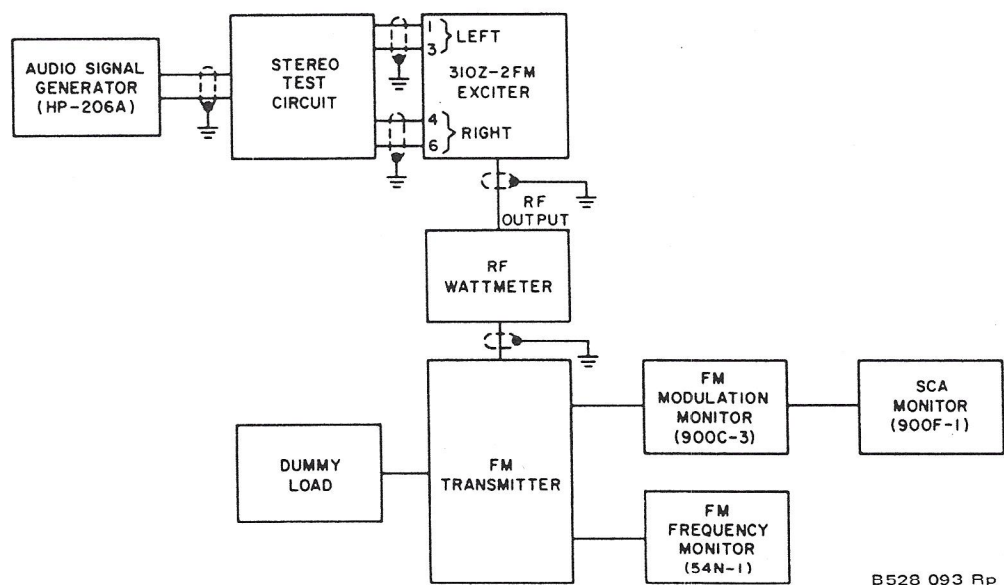 AUDIO SIGNAL
GENERATOR
(HP-206A)
STEREO
TEST
CIRCUIT
1
3
LEFT
310Z-2FM
EXCITER
4
6
RIGHT
RF
OUTPUT
RF
WATTMETER
FM
TRANSMITTER
DUMMY
LOAD
FM
MODULATION
MONITOR
(900C-3)
SCA
MONITOR
(900F-1)
FM
FREQUENCY
MONITOR
(54N-1)
B528 093 Rp